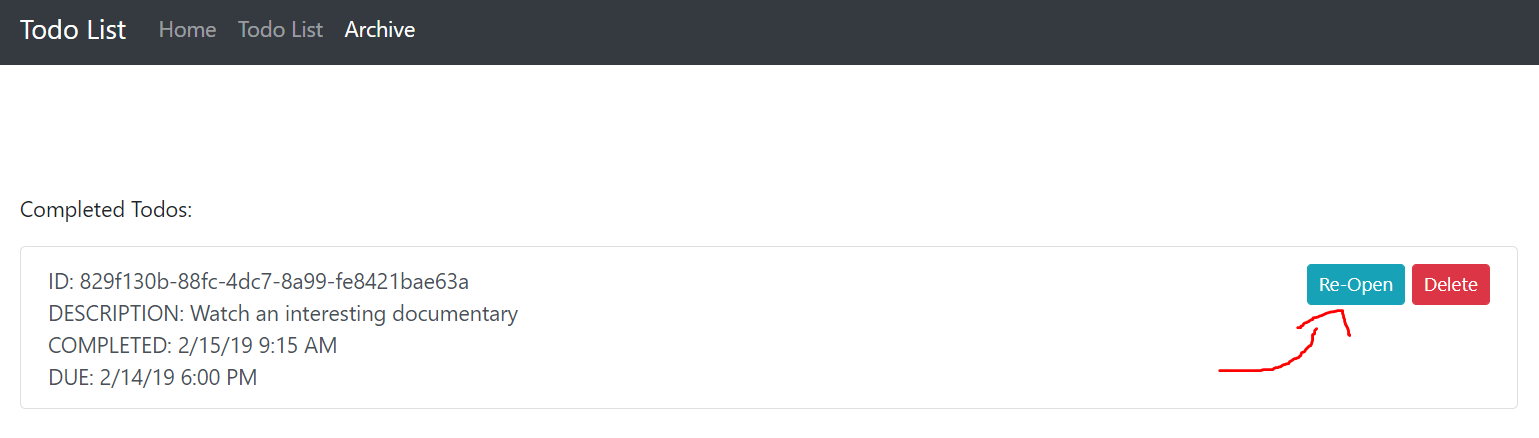 Todo List Home Todo List Archive
Completed Todos:
ID: 829f130b-88fc-4dc7-8a99-fe8421bae63a Re-Open Delete
DESCRIPTION: Watch an interesting documentary
COMPLETED: 2/15/19 9:15 AM
DUE: 2/14/19 6:00 PM